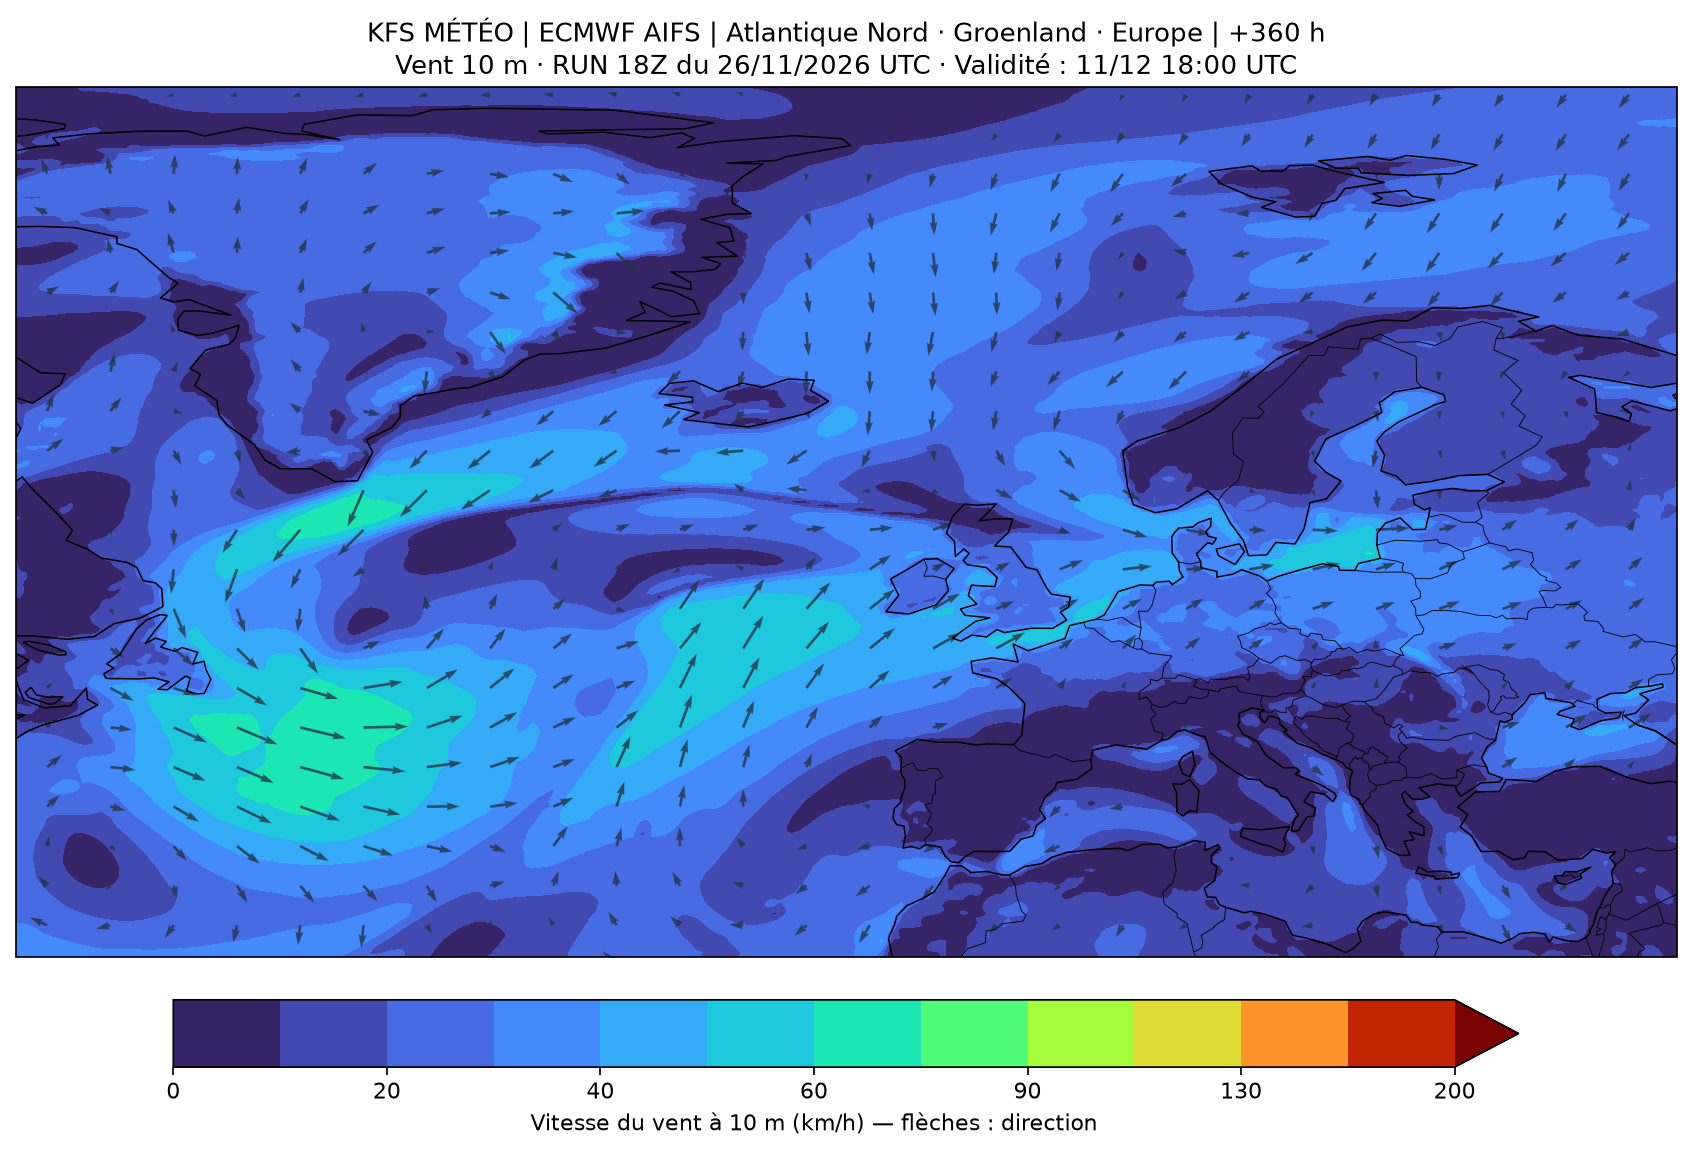 KFS MÉTÉO | ECMWF AIFS | Atlantique Nord · Groenland · Europe | +360 h
Vent 10 m · RUN 18Z du 26/11/2026 UTC · Validité : 11/12 18:00 UTC
0 20 40 60 90 130 200
Vitesse du vent à 10 m (km/h) — flèches : direction